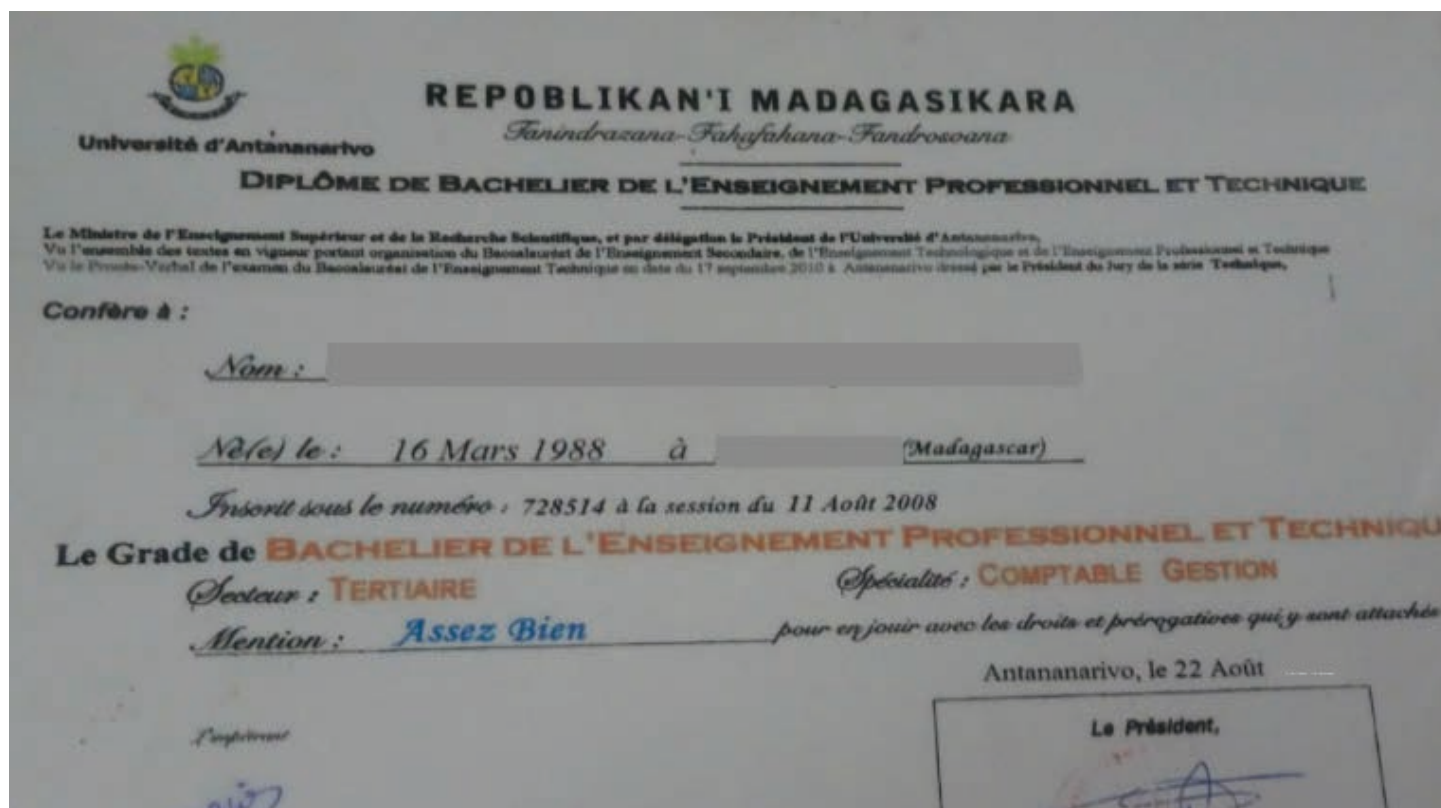 REPOBLIKAN'I MADAGASIKARA
Tanindrazana-Fahafahana-Fandrosoana
Université d'Antananarivo
DIPLÔME DE BACHELIER DE L'ENSEIGNEMENT PROFESSIONNEL ET TECHNIQUE
Le Ministre de l'Enseignement Supérieur et de la Recherche Scientifique, et par délégation le Président de l'Université d'Antananarivo,
Vu l'ensemble des textes en vigueur portant organisation du Baccalauréat de l'Enseignement Secondaire, de l'Enseignement Technologique et de l'Enseignement Professionnel et Technique
Vu le Procès-Verbal de l'examen du Baccalauréat de l'Enseignement Technique en date du 17 septembre 2010 à Antananarivo dressé par le Président du Jury de la série Technique,
Confère à :
Nom :
Nè(e) le : 16 Mars 1988 à (Madagascar)
Inscrit sous le numéro : 728514 à la session du 11 Août 2008
Le Grade de BACHELIER DE L'ENSEIGNEMENT PROFESSIONNEL ET TECHNIQU
Secteur : TERTIAIRE Spécialité : COMPTABLE GESTION
Mention : Assez Bien pour en jouir avec les droits et prérogatives qui y sont attachés
Antananarivo, le 22 Août
L'impétrant
Le Président,